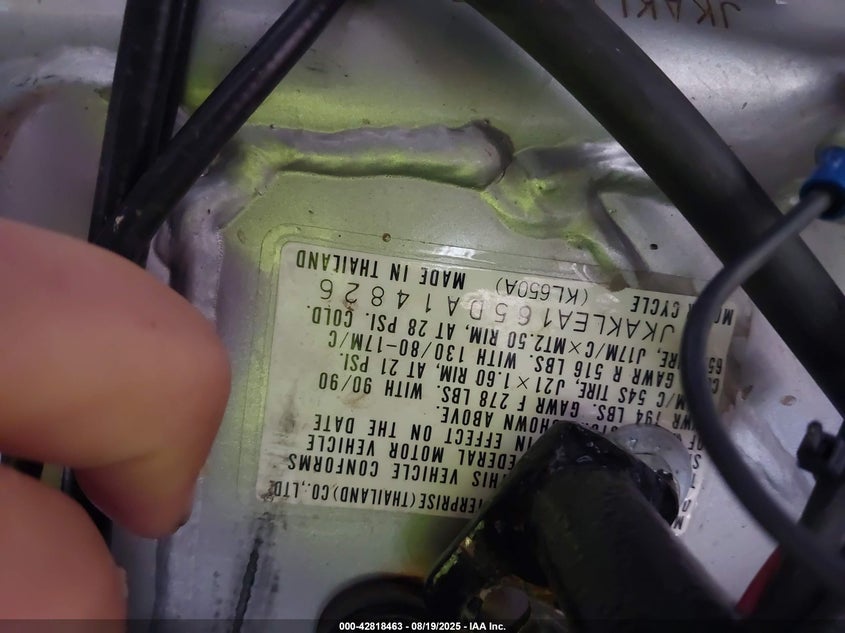 TERPRISE(THAILAND)CO.,LTD.
THIS VEHICLE CONFORMS
FEDERAL MOTOR VEHICLE
IN EFFECT ON THE DATE
SHOWN ABOVE.
794 LBS. GAWR F 278 LBS. WITH 90/90
M/C 54S TIRE, J21×1.60 RIM, AT 21 PSI.
GAWR R 516 LBS. WITH 130/80-17M/C
65 TIRE, J17M/C×MT2.50 RIM, AT 28 PSI. COLD.
JKAKLEA165DA14826
CYCLE (KL650A) MADE IN THAILAND
JKAKL
000-42818463 - 08/19/2025 - IAA Inc.